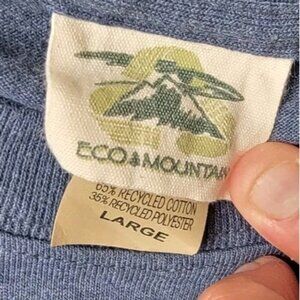 ECO MOUNTAIN
65% RECYCLED COTTON
35% RECYCLED POLYESTER
LARGE